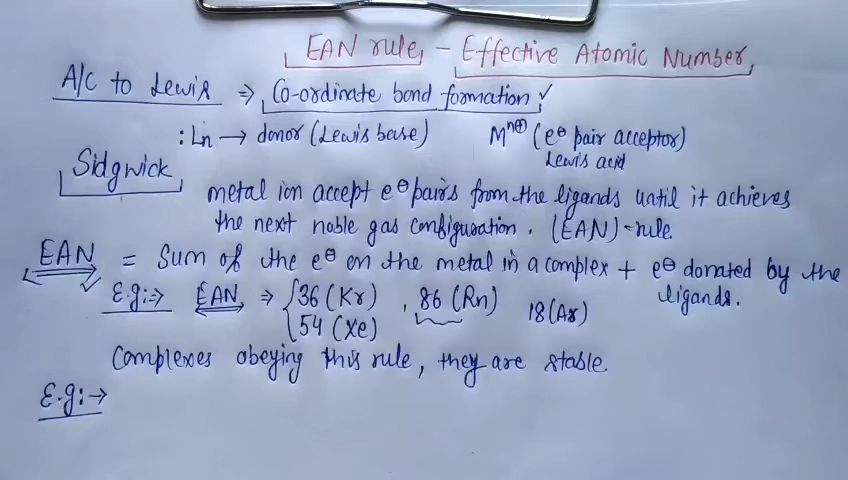 EAN rule, - Effective Atomic Number
A/C to Lewis ⇒ Co-ordinate bond formation ✓
:Ln → donor (Lewis base) Mⁿ⊕ (e⊖ pair acceptor)
Lewis acid
Sidgwick
metal ion accept e⊖ pairs from the ligands until it achieves
the next noble gas configuration. (EAN)-rule.
EAN = Sum of the e⊖ on the metal in a complex + e⊖ donated by the
ligands.
E.g:→ EAN ⇒ {36 (Kr) , 86 (Rn) 18(Ar)
54 (Xe)
Complexes obeying this rule, they are stable.
E.g:→